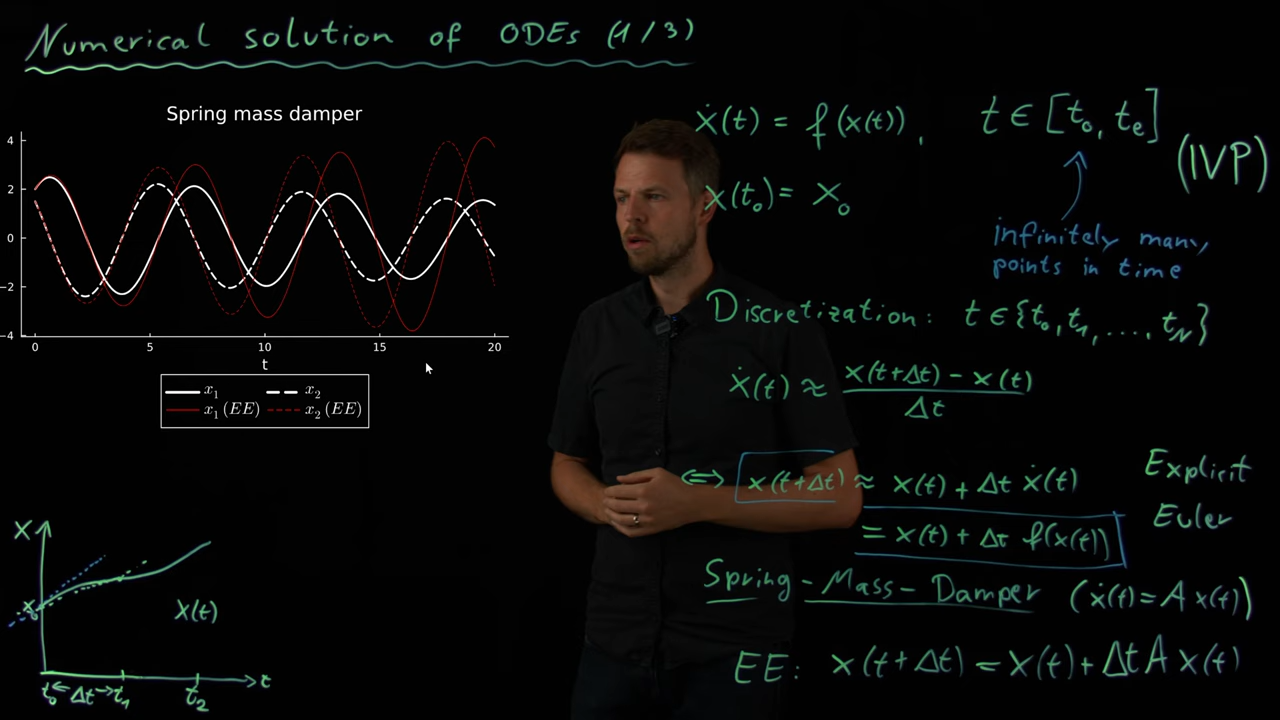 Numerical solution of ODEs (1/3)
Spring mass damper
4
2
0
−2
−4
0 5 10 15 20
t
x₁ x₂
x₁ (EE) x₂ (EE)
ẋ(t) = f(x(t)), t ∈ [t₀, tₑ]
(IVP)
x(t₀) = x₀
infinitely many
points in time
Discretization: t ∈ {t₀, t₁, ...., t_N}
ẋ(t) ≈ x(t+Δt) − x(t)
Δt
⟺ x(t+Δt) ≈ x(t) + Δt ẋ(t)
= x(t) + Δt f(x(t))
Explicit
Euler
Spring-Mass-Damper (ẋ(t) = A x(t))
EE: x(t+Δt) = x(t) + Δt A x(t)
x
x₀
x(t)
t₀ ← Δt → t₁ t₂ t